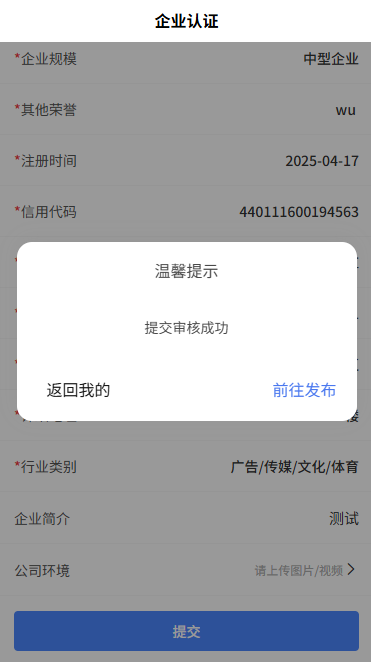 企业认证
*企业规模 中型企业
*其他荣誉 wu
*注册时间 2025-04-17
*信用代码 440111600194563
温馨提示
提交审核成功
返回我的 前往发布
*行业类别 广告/传媒/文化/体育
企业简介 测试
公司环境 请上传图片/视频
提交